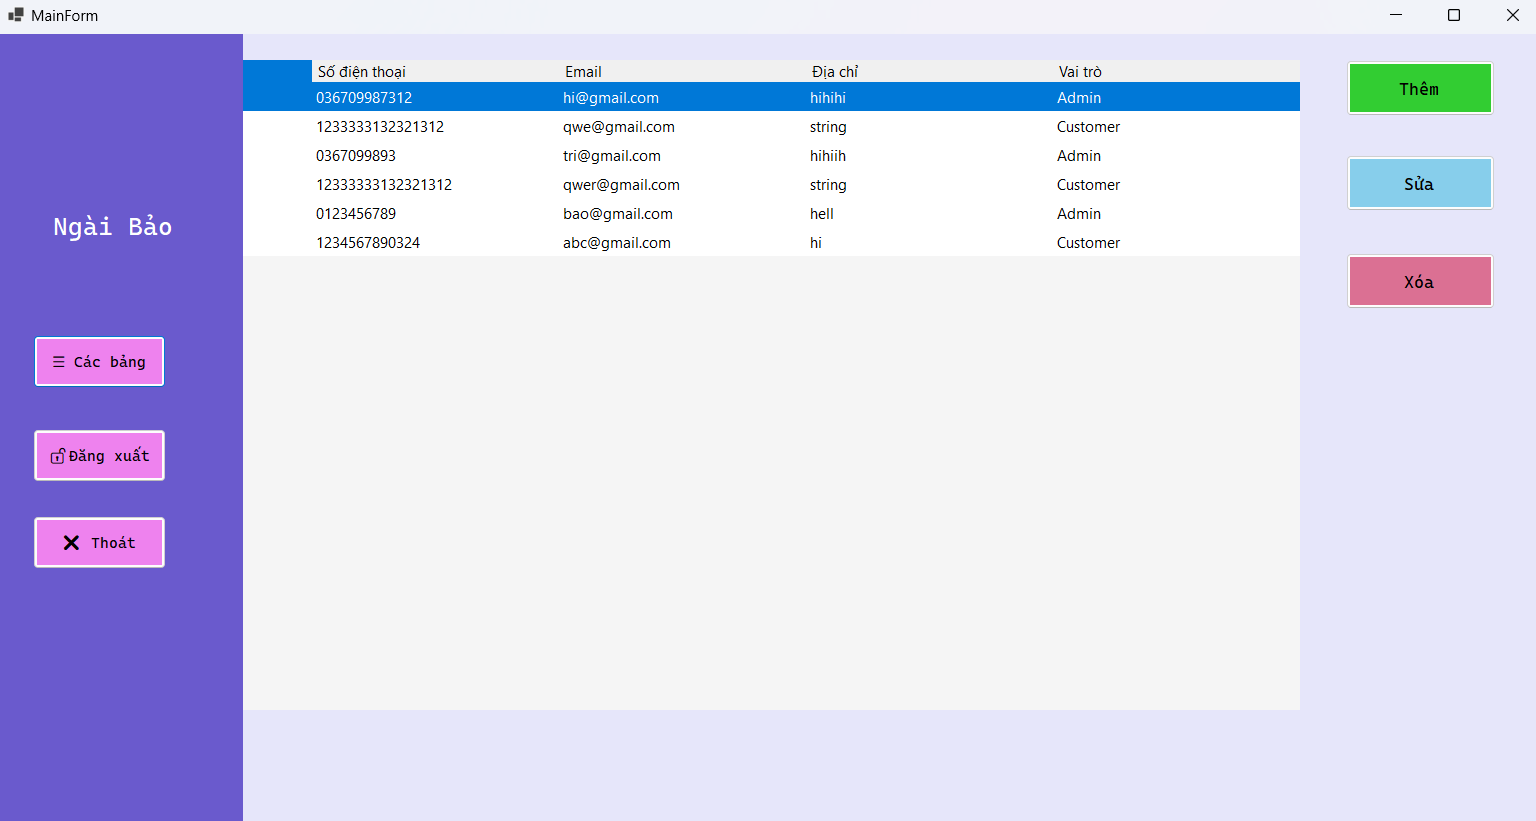 MainForm
Ngài Bảo
☰ Các bảng
Đăng xuất
Thoát
Số điện thoại Email Địa chỉ Vai trò
036709987312 hi@gmail.com hihihi Admin
1233333132321312 qwe@gmail.com string Customer
0367099893 tri@gmail.com hihiih Admin
12333333132321312 qwer@gmail.com string Customer
0123456789 bao@gmail.com hell Admin
1234567890324 abc@gmail.com hi Customer
Thêm
Sửa
Xóa